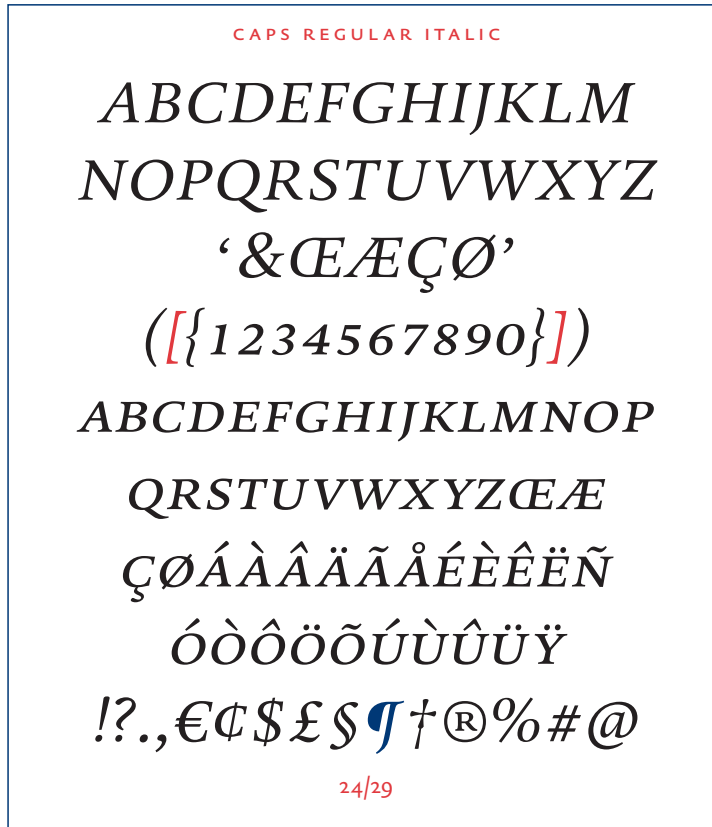 CAPS REGULAR ITALIC
ABCDEFGHIJKLM
NOPQRSTUVWXYZ
‘&ŒÆÇØ’
([{1234567890}])
ABCDEFGHIJKLMNOP
QRSTUVWXYZŒÆ
ÇØÁÀÂÄÃÅÉÈÊËÑ
ÓÒÔÖÕÚÙÛÜŸ
!?.,€¢$£§¶†®%#@
24/29